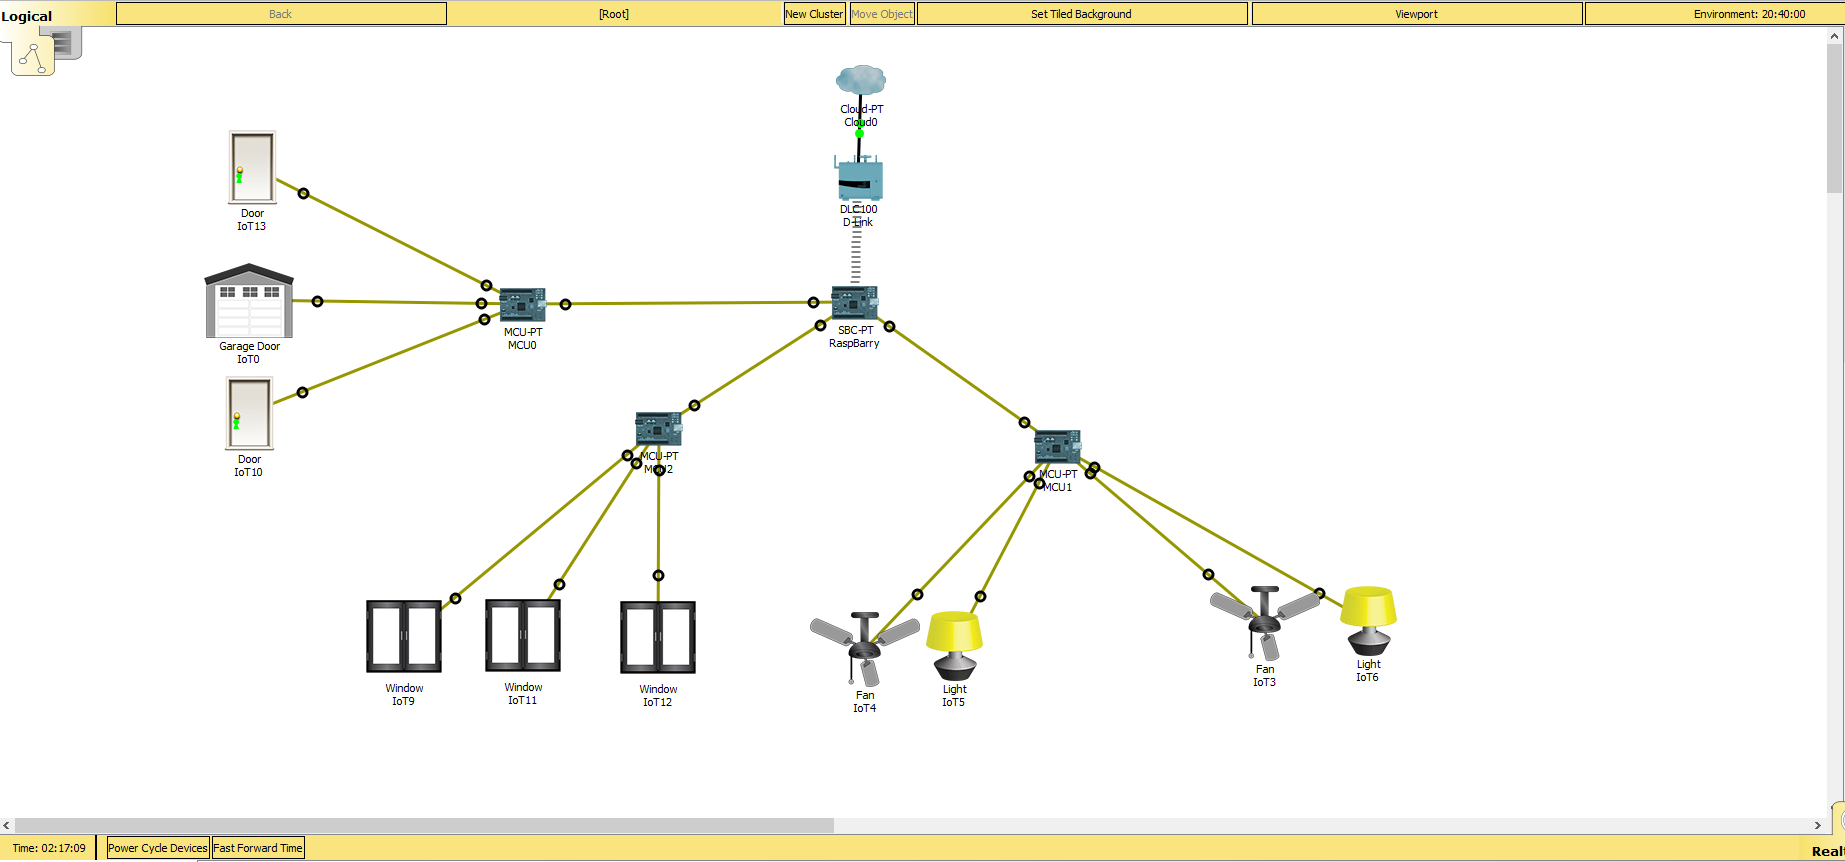 Logical
Back
[Root]
New Cluster
Move Object
Set Tiled Background
Viewport
Environment: 20:40:00
Cloud-PT
Cloud0
DLC100
D-Link
Door
IoT13
Garage Door
IoT0
Door
IoT10
MCU-PT
MCU0
SBC-PT
RaspBarry
MCU-PT
MCU2
MCU-PT
MCU1
Window
IoT9
Window
IoT11
Window
IoT12
Fan
IoT4
Light
IoT5
Fan
IoT3
Light
IoT6
Time: 02:17:09
Power Cycle Devices
Fast Forward Time